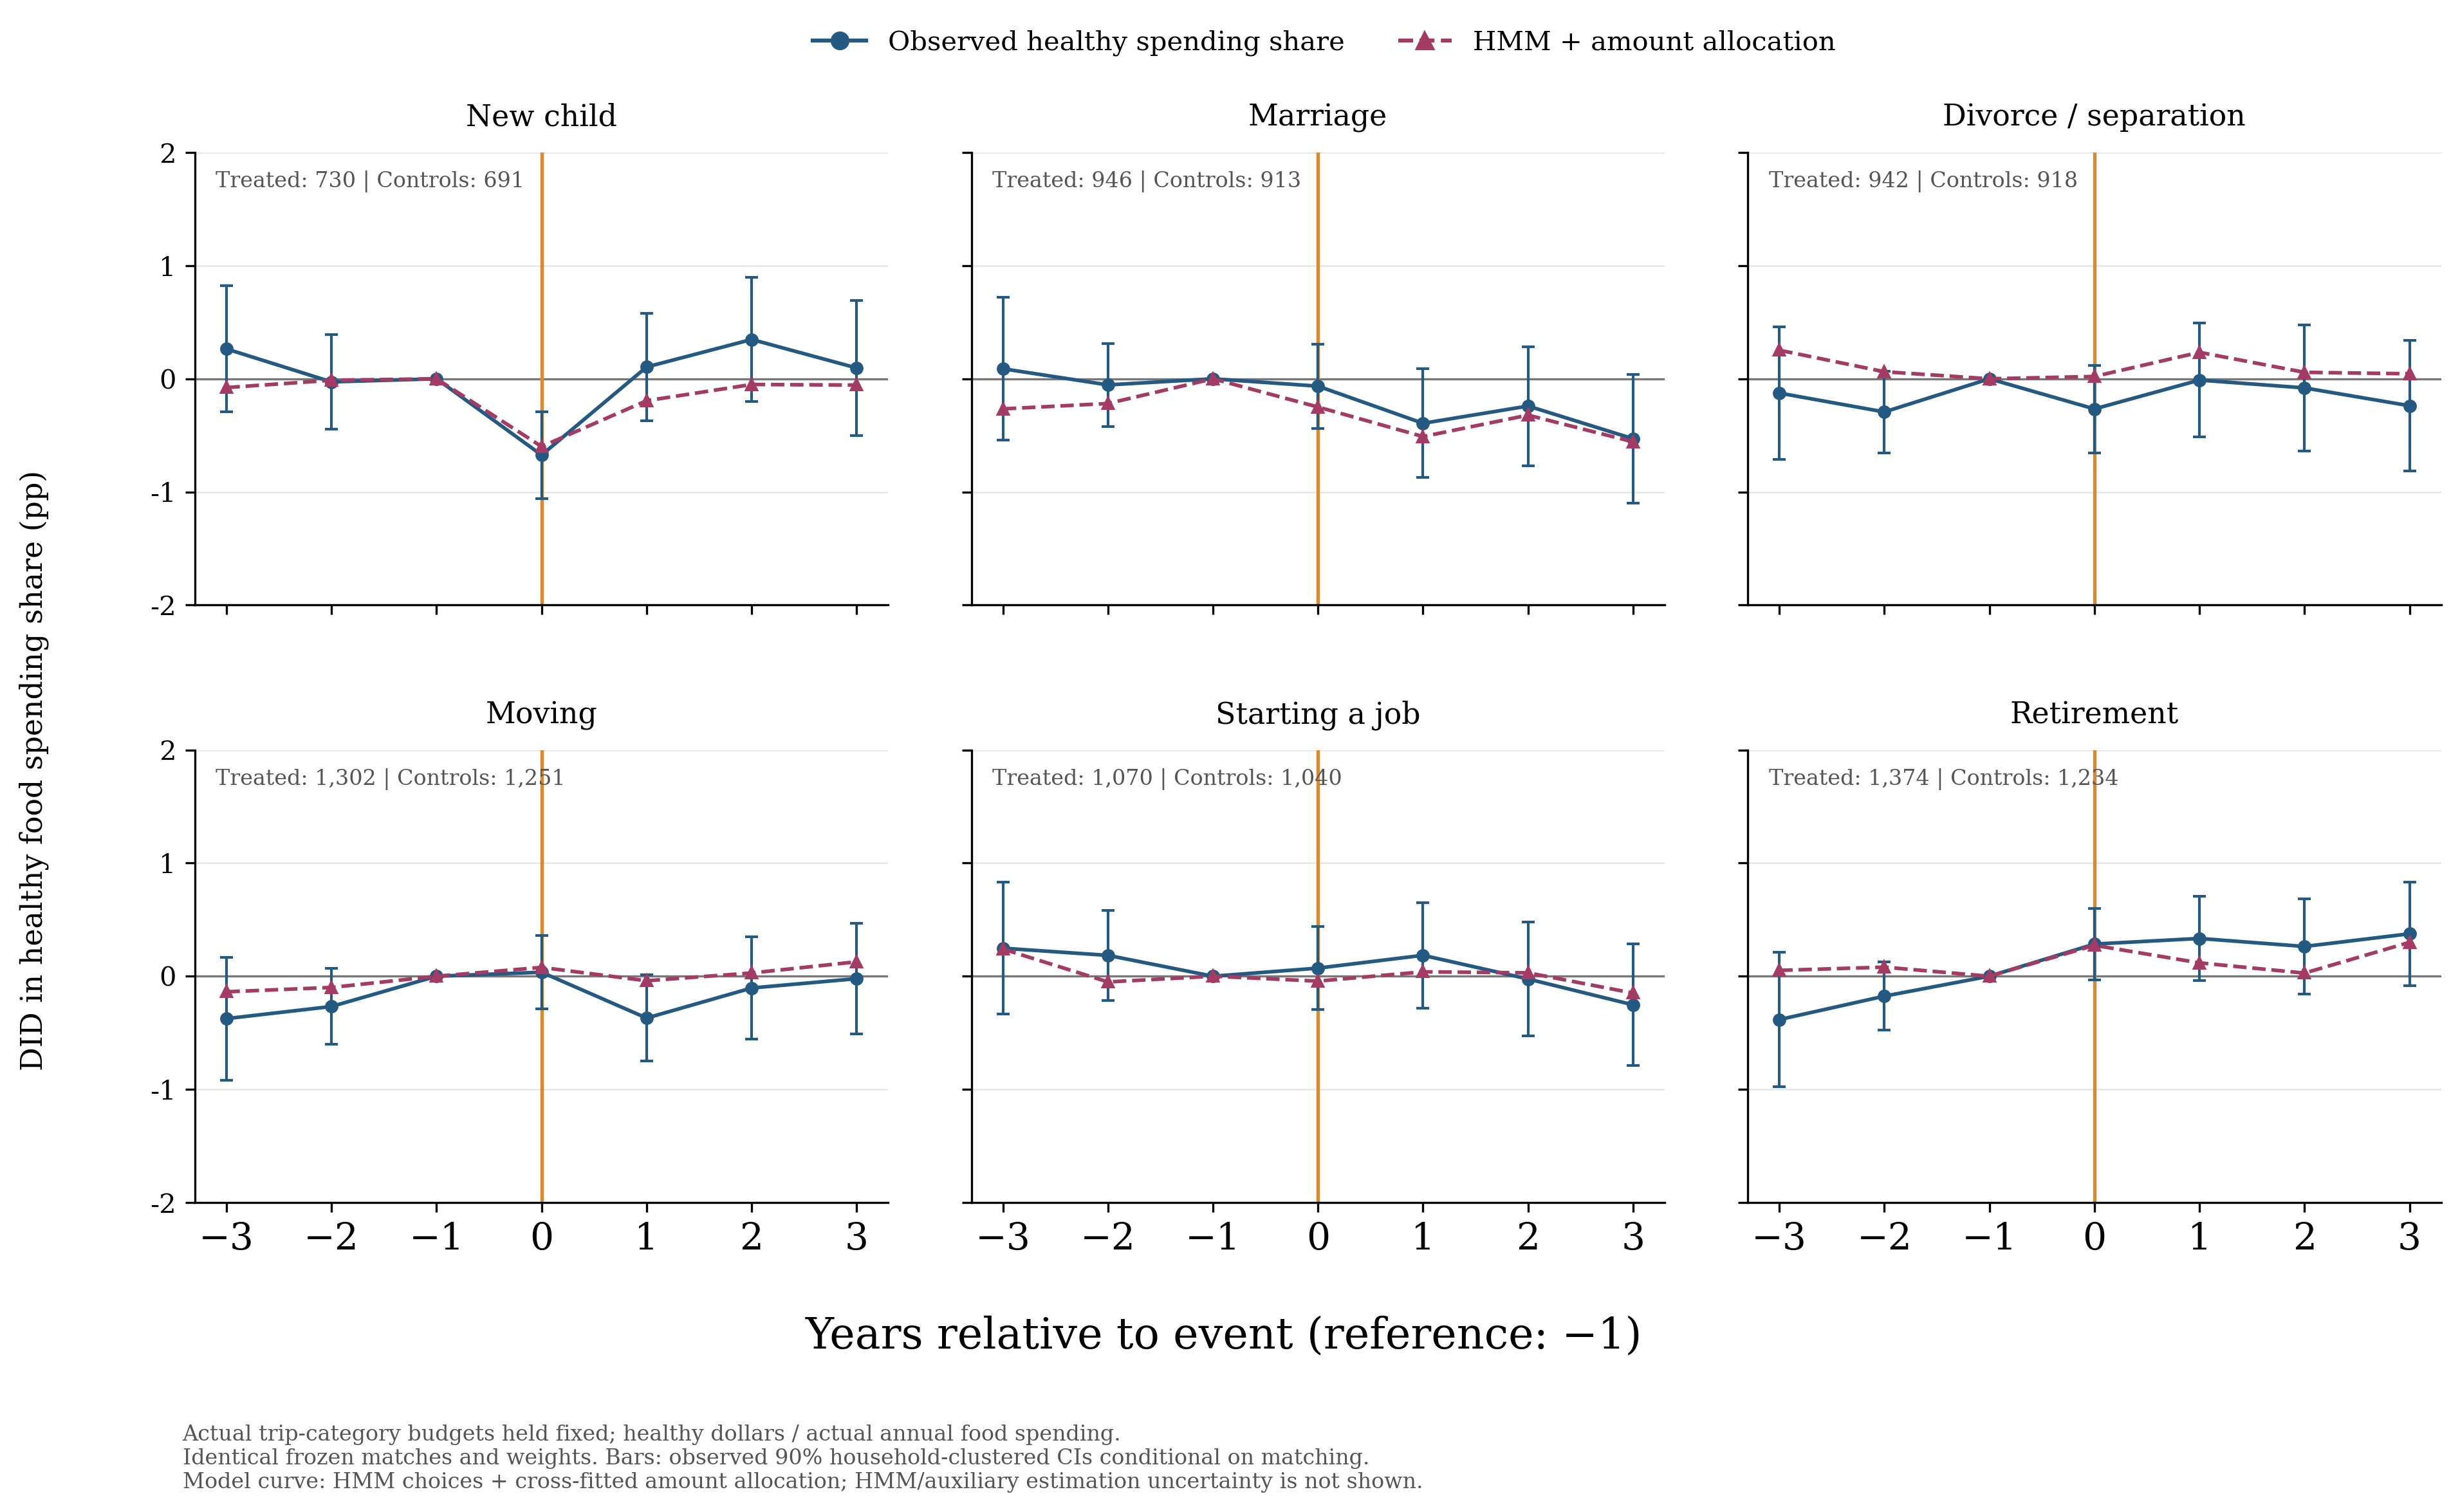 Observed healthy spending share
HMM + amount allocation
New child
Marriage
Divorce / separation
2
Treated: 730 | Controls: 691
Treated: 946 | Controls: 913
Treated: 942 | Controls: 918
1
0
-1
-2
DID in healthy food spending share (pp)
Moving
Starting a job
Retirement
2
Treated: 1,302 | Controls: 1,251
Treated: 1,070 | Controls: 1,040
Treated: 1,374 | Controls: 1,234
1
0
-1
-2
−3 −2 −1 0 1 2 3
−3 −2 −1 0 1 2 3
−3 −2 −1 0 1 2 3
Years relative to event (reference: −1)
Actual trip-category budgets held fixed; healthy dollars / actual annual food spending.
Identical frozen matches and weights. Bars: observed 90% household-clustered CIs conditional on matching.
Model curve: HMM choices + cross-fitted amount allocation; HMM/auxiliary estimation uncertainty is not shown.